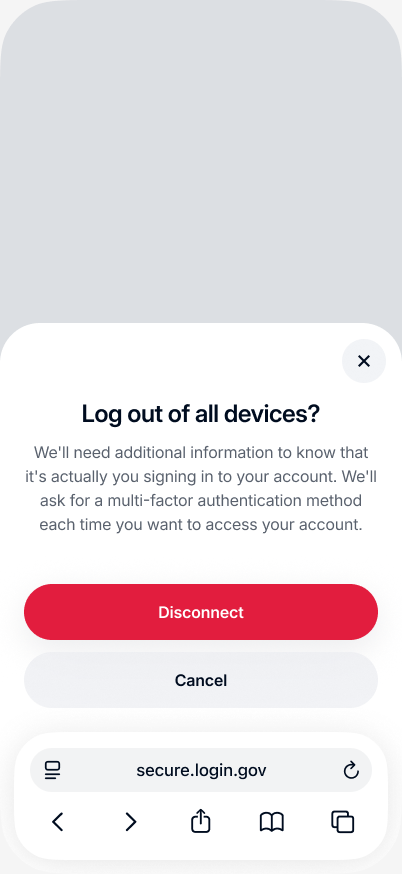 Log out of all devices?
We'll need additional information to know that
it's actually you signing in to your account. We'll
ask for a multi-factor authentication method
each time you want to access your account.
Disconnect
Cancel
secure.login.gov